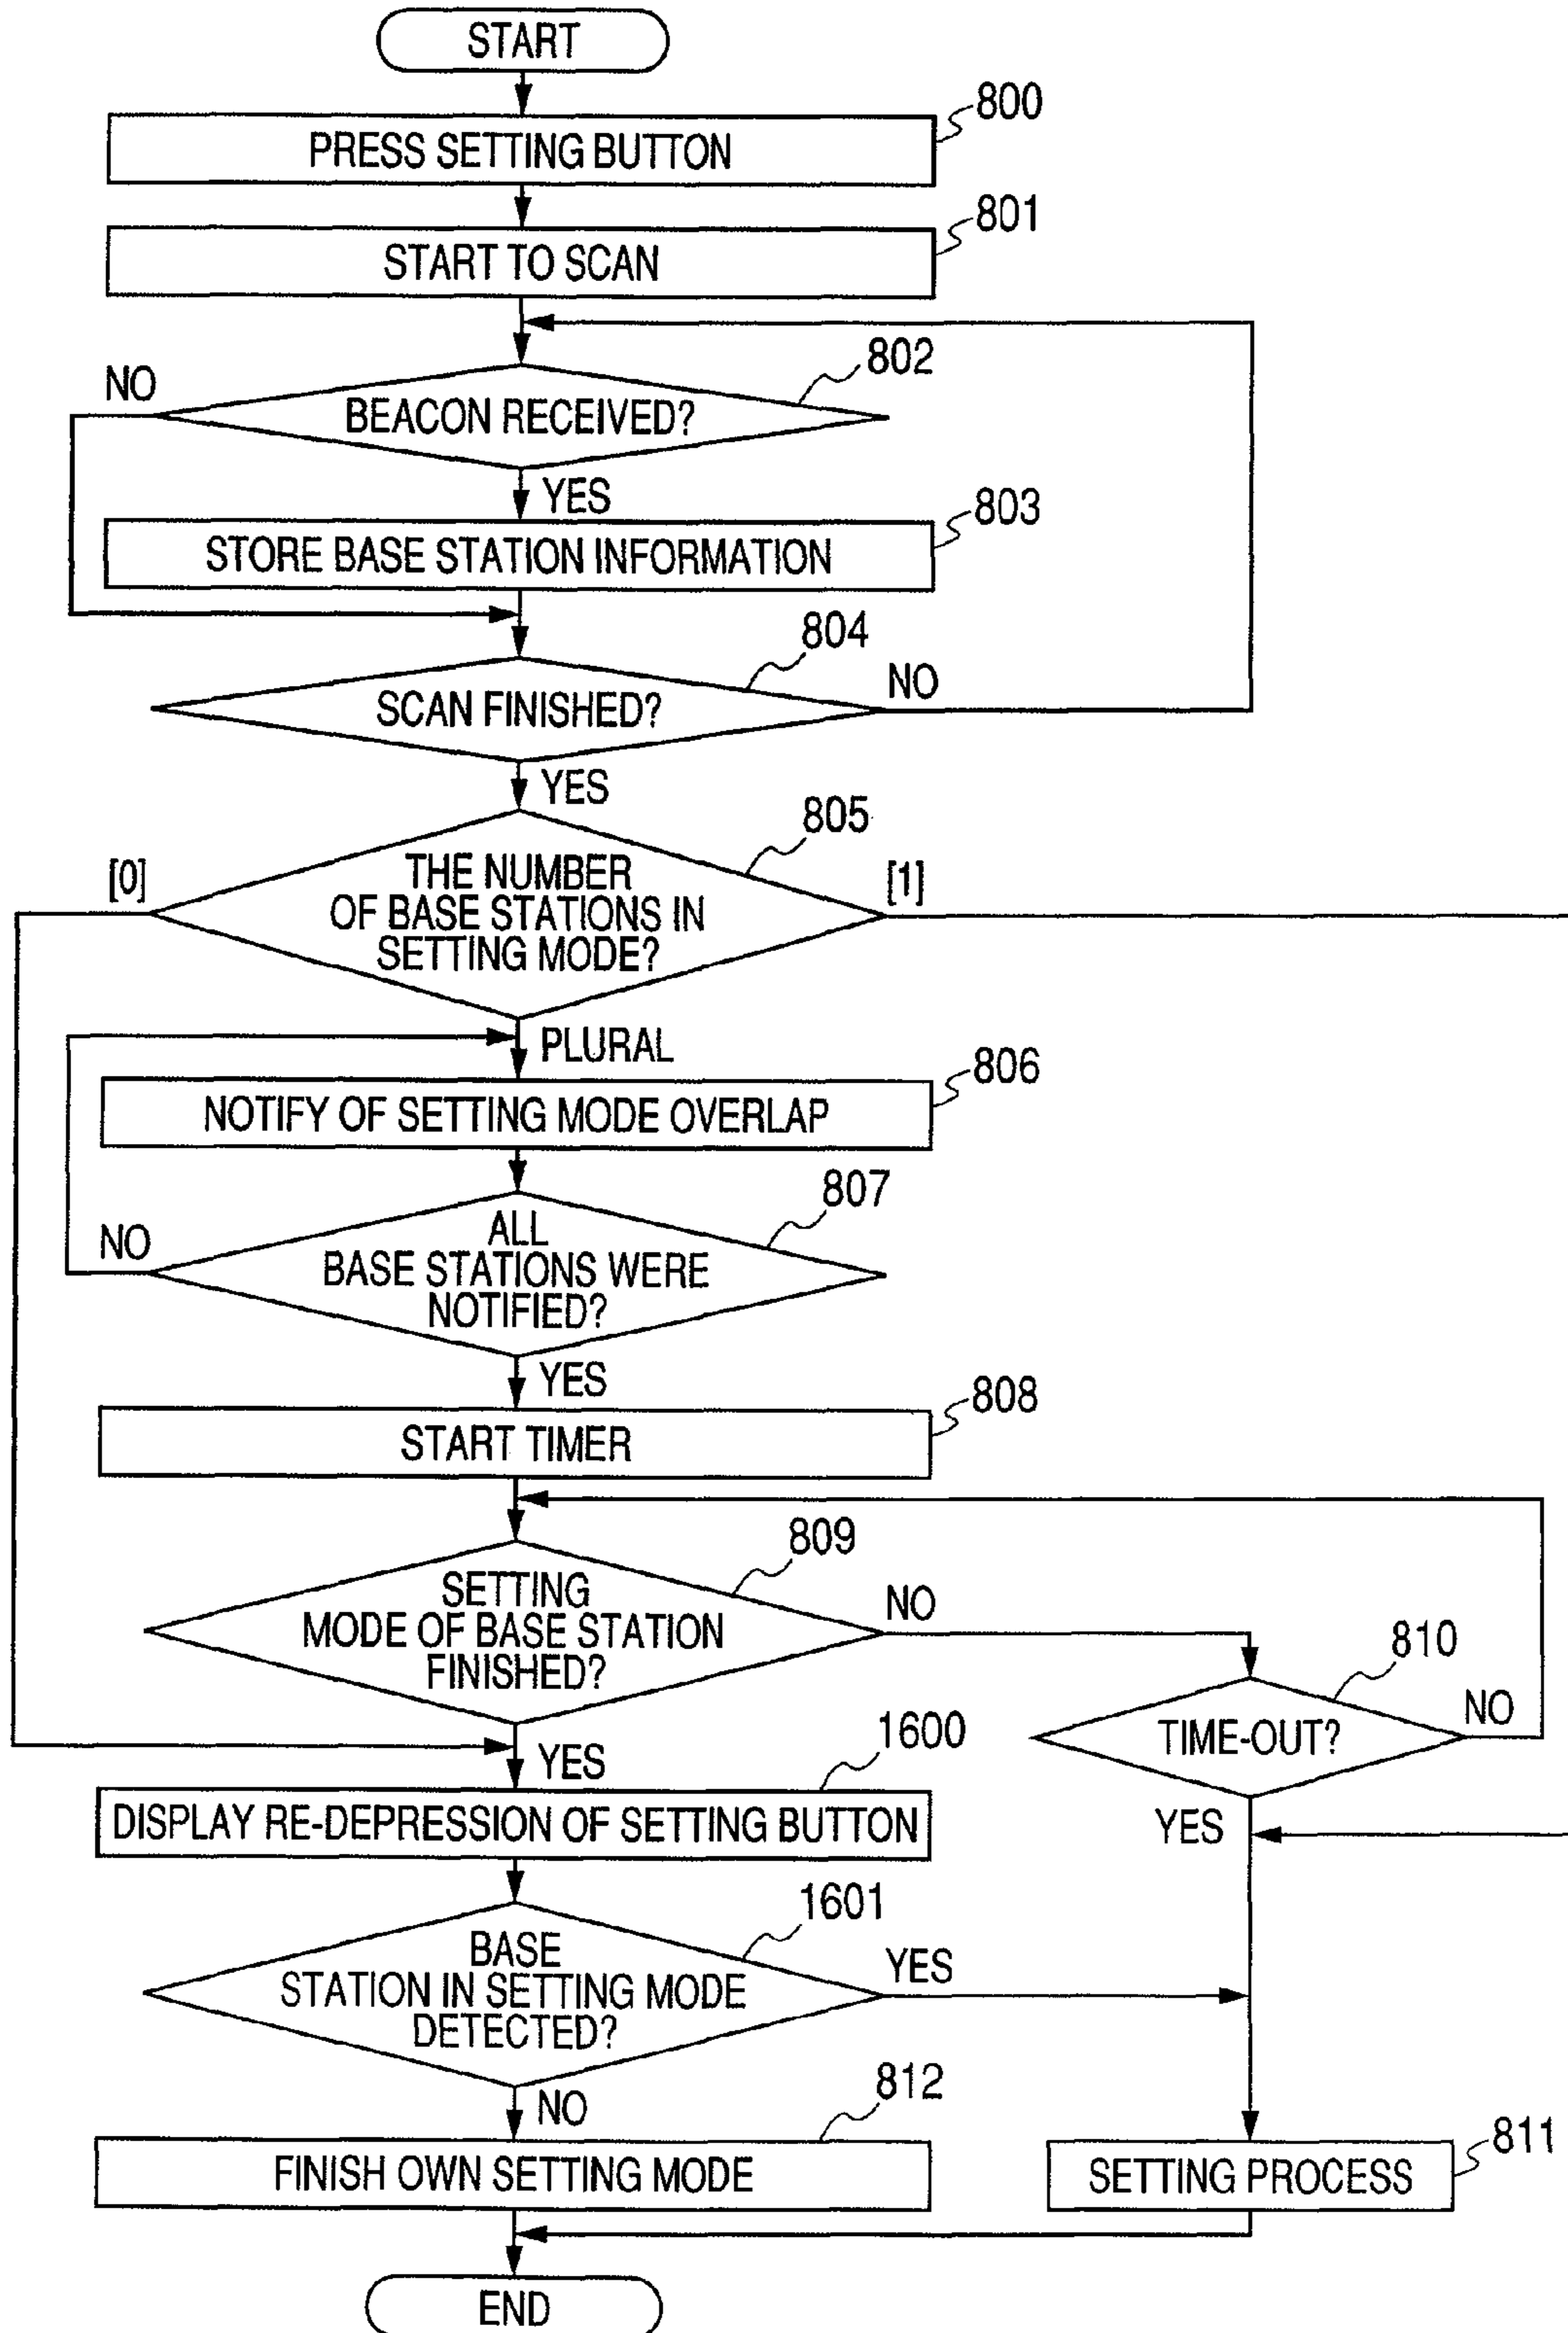 START
800
PRESS SETTING BUTTON
801
START TO SCAN
802
NO
BEACON RECEIVED?
YES
803
STORE BASE STATION INFORMATION
804
NO
SCAN FINISHED?
YES
805
[0]
[1]
THE NUMBER
OF BASE STATIONS IN
SETTING MODE?
PLURAL
806
NOTIFY OF SETTING MODE OVERLAP
807
NO
ALL
BASE STATIONS WERE
NOTIFIED?
YES
808
START TIMER
809
SETTING
MODE OF BASE STATION
FINISHED?
NO
810
TIME-OUT?
NO
YES
YES
1600
DISPLAY RE-DEPRESSION OF SETTING BUTTON
1601
BASE
STATION IN SETTING MODE
DETECTED?
YES
NO
812
FINISH OWN SETTING MODE
811
SETTING PROCESS
END